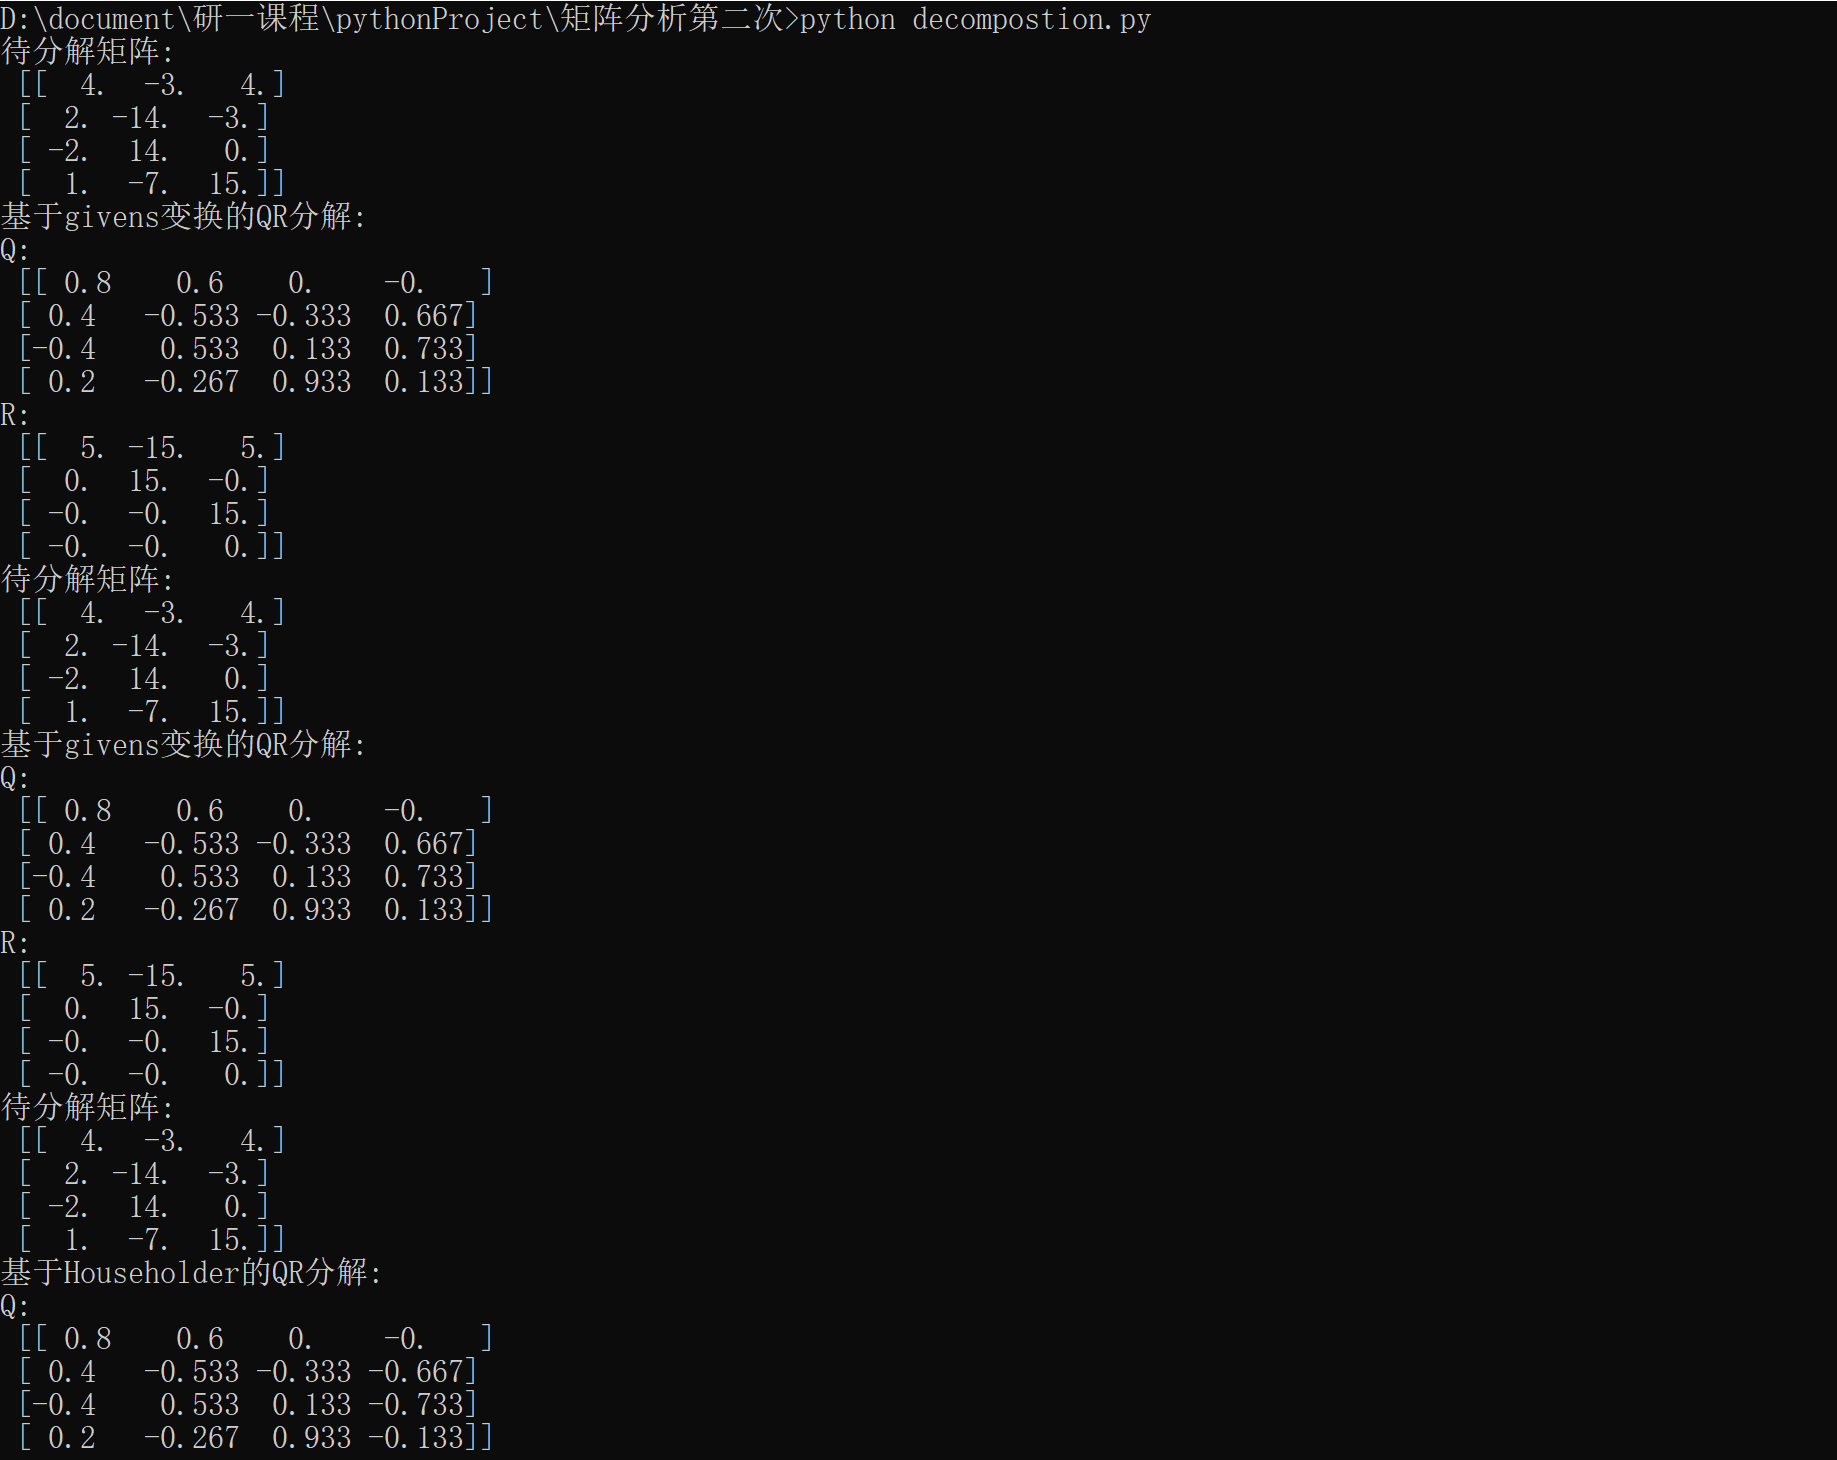 D:\document\研一课程\pythonProject\矩阵分析第二次>python decompostion.py
待分解矩阵:
 [[  4.  -3.   4.]
 [  2. -14.  -3.]
 [ -2.  14.   0.]
 [  1.  -7.  15.]]
基于givens变换的QR分解:
Q:
 [[ 0.8    0.6    0.    -0.   ]
 [ 0.4   -0.533 -0.333  0.667]
 [-0.4    0.533  0.133  0.733]
 [ 0.2   -0.267  0.933  0.133]]
R:
 [[  5. -15.   5.]
 [  0.  15.  -0.]
 [ -0.  -0.  15.]
 [ -0.  -0.   0.]]
待分解矩阵:
 [[  4.  -3.   4.]
 [  2. -14.  -3.]
 [ -2.  14.   0.]
 [  1.  -7.  15.]]
基于givens变换的QR分解:
Q:
 [[ 0.8    0.6    0.    -0.   ]
 [ 0.4   -0.533 -0.333  0.667]
 [-0.4    0.533  0.133  0.733]
 [ 0.2   -0.267  0.933  0.133]]
R:
 [[  5. -15.   5.]
 [  0.  15.  -0.]
 [ -0.  -0.  15.]
 [ -0.  -0.   0.]]
待分解矩阵:
 [[  4.  -3.   4.]
 [  2. -14.  -3.]
 [ -2.  14.   0.]
 [  1.  -7.  15.]]
基于Householder的QR分解:
Q:
 [[ 0.8    0.6    0.    -0.   ]
 [ 0.4   -0.533 -0.333 -0.667]
 [-0.4    0.533  0.133 -0.733]
 [ 0.2   -0.267  0.933 -0.133]]